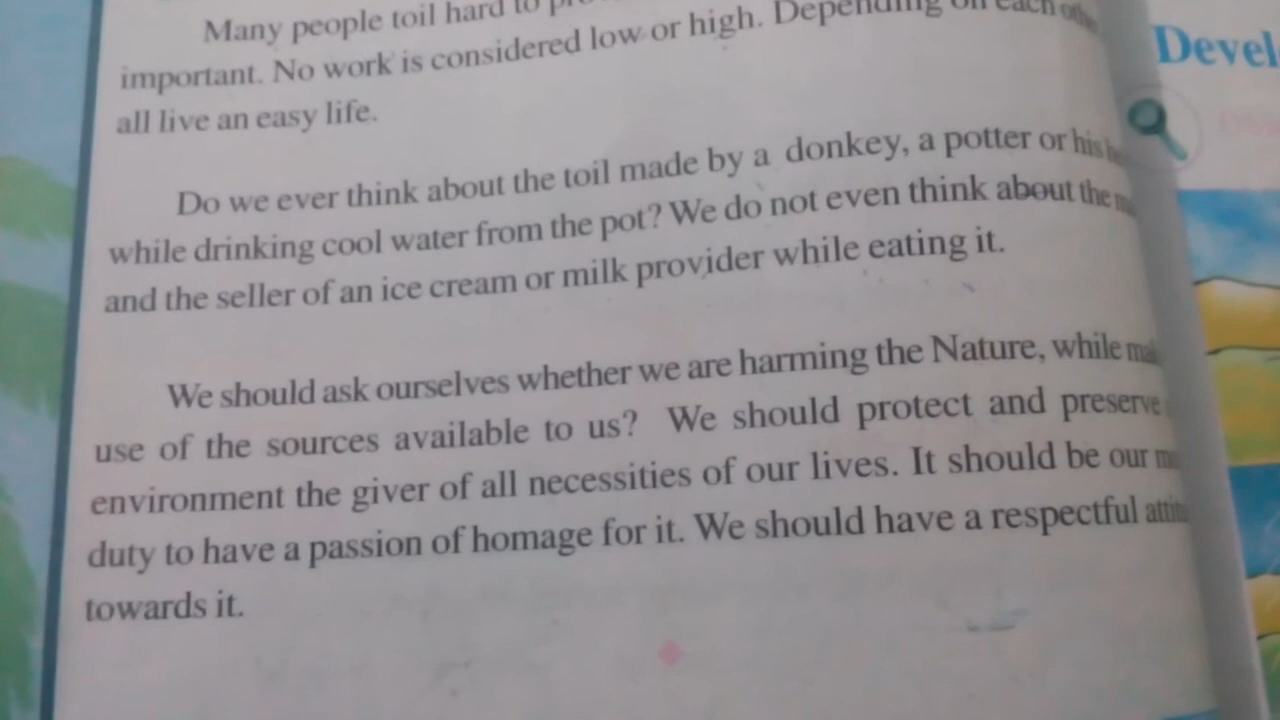 Many people toil hard to
important. No work is considered low or high. Depending on each
all live an easy life.
Do we ever think about the toil made by a donkey, a potter or his
while drinking cool water from the pot? We do not even think about the
and the seller of an ice cream or milk provider while eating it.
We should ask ourselves whether we are harming the Nature, while
use of the sources available to us? We should protect and preserve
environment the giver of all necessities of our lives. It should be our
duty to have a passion of homage for it. We should have a respectful
towards it.
Devel